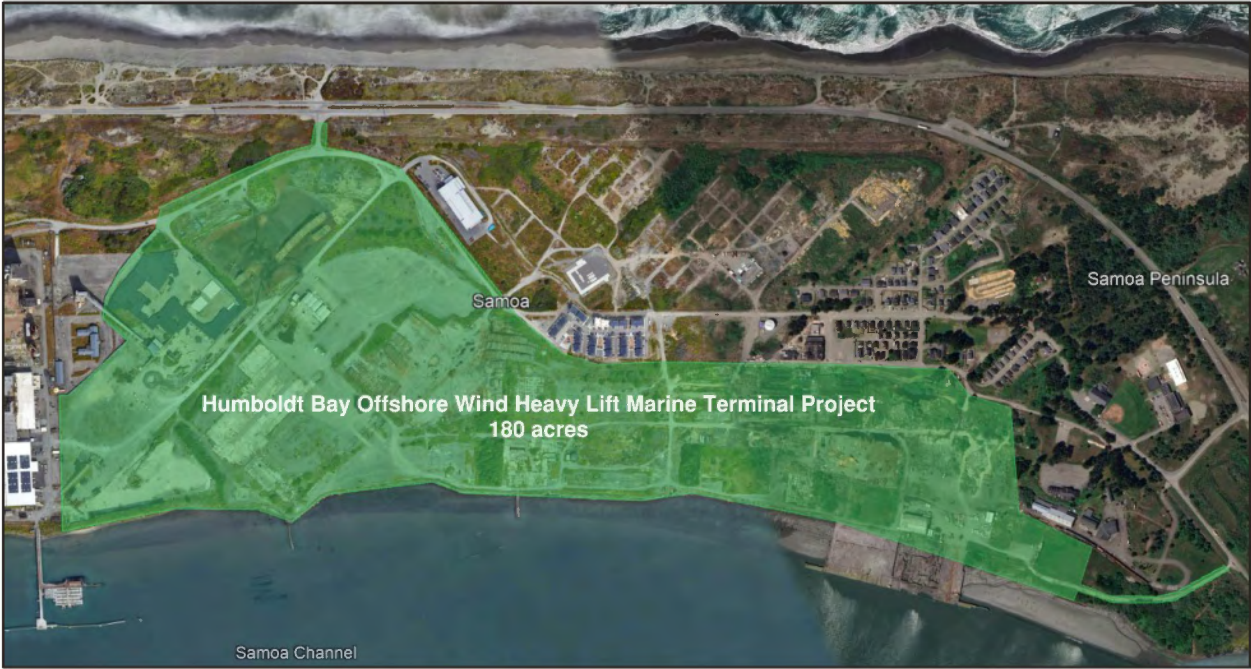 Samoa Peninsula
Samoa
Humboldt Bay Offshore Wind Heavy Lift Marine Terminal Project
180 acres
Samoa Channel